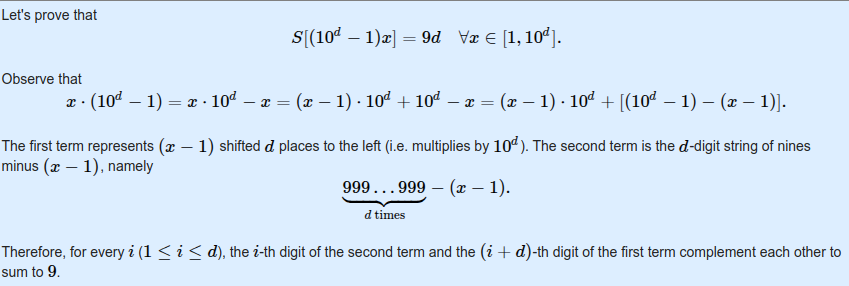 Let's prove that
S[(10^d − 1)x] = 9d ∀x ∈ [1, 10^d].
Observe that
x · (10^d − 1) = x · 10^d − x = (x − 1) · 10^d + 10^d − x = (x − 1) · 10^d + [(10^d − 1) − (x − 1)].
The first term represents (x − 1) shifted d places to the left (i.e. multiplies by 10^d). The second term is the d-digit string of nines
minus (x − 1), namely
999 . . . 999 − (x − 1).
d times
Therefore, for every i (1 ≤ i ≤ d), the i-th digit of the second term and the (i + d)-th digit of the first term complement each other to
sum to 9.